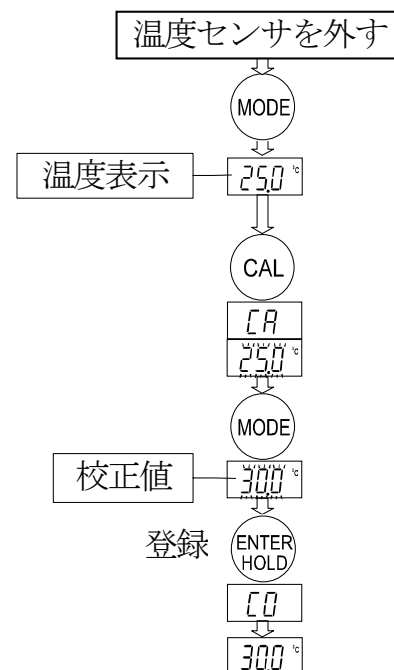 温度センサを外す
MODE
温度表示
25.0 ℃
CAL
CA
25.0 ℃
MODE
校正値
30.0 ℃
登録
ENTER
HOLD
CO
30.0 ℃